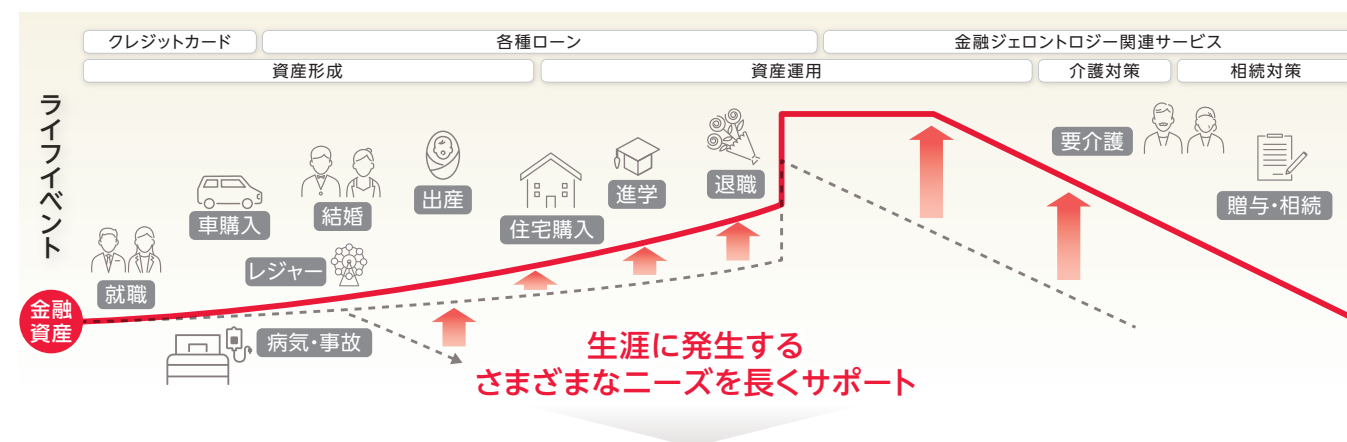 クレジットカード
各種ローン
金融ジェロントロジー関連サービス
資産形成
資産運用
介護対策
相続対策
ライフイベント
就職
車購入
レジャー
結婚
出産
住宅購入
進学
退職
要介護
贈与・相続
金融
資産
病気・事故
生涯に発生する
さまざまなニーズを長くサポート